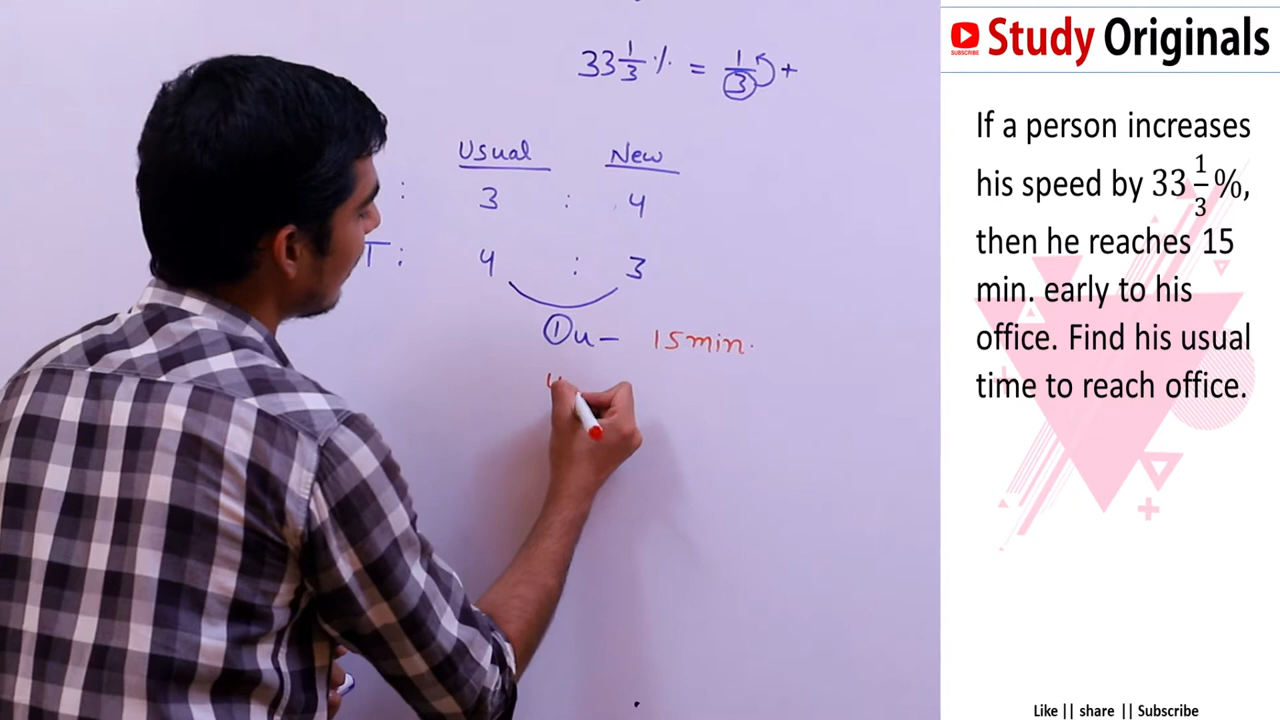 33 1/3 % = 1/3 +
Usual New
: 3 : 4
T : 4 : 3
1u - 15min.
4
SUBSCRIBE
Study Originals
If a person increases
his speed by 33 1/3 %,
then he reaches 15
min. early to his
office. Find his usual
time to reach office.
Like || share || Subscribe